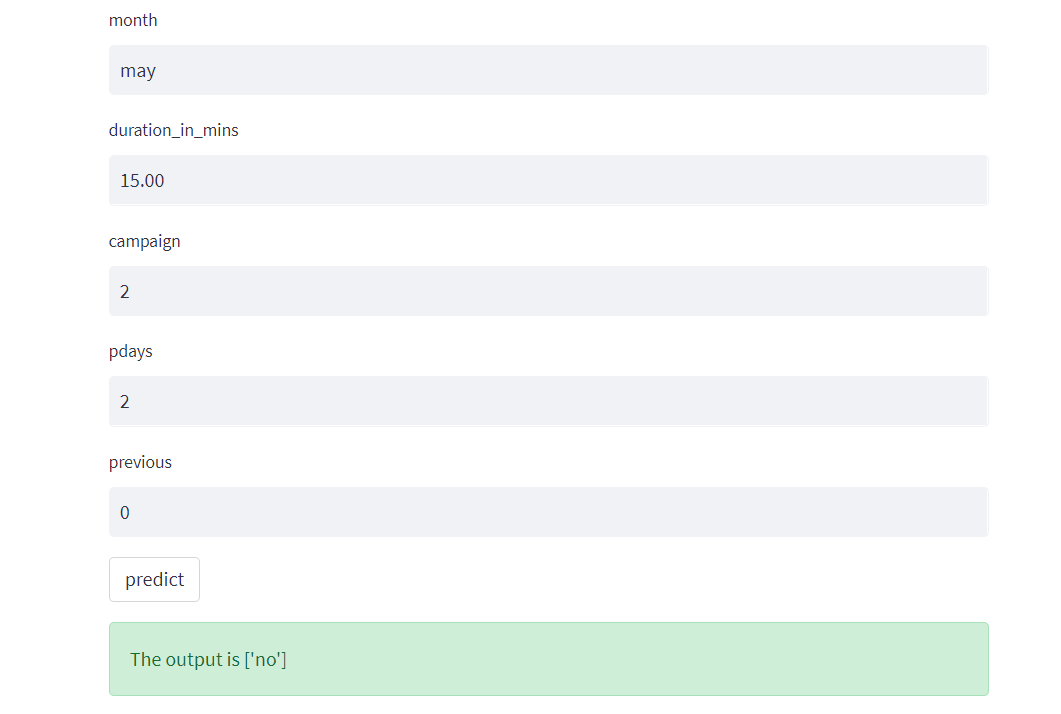 month
may
duration_in_mins
15.00
campaign
2
pdays
2
previous
0
predict
The output is ['no']